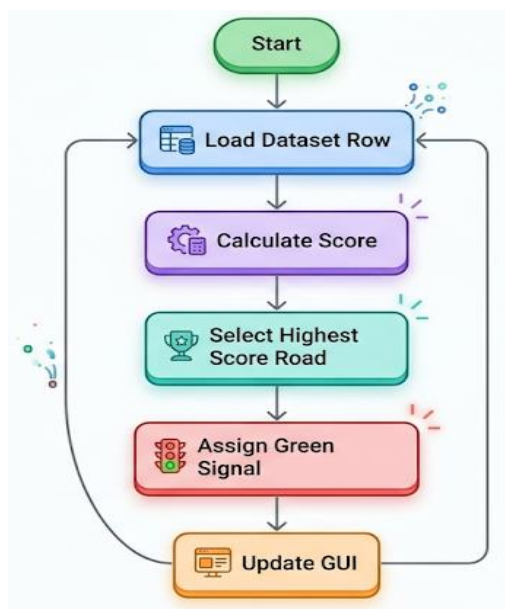 Start
Load Dataset Row
Calculate Score
Select Highest
Score Road
Assign Green
Signal
Update GUI